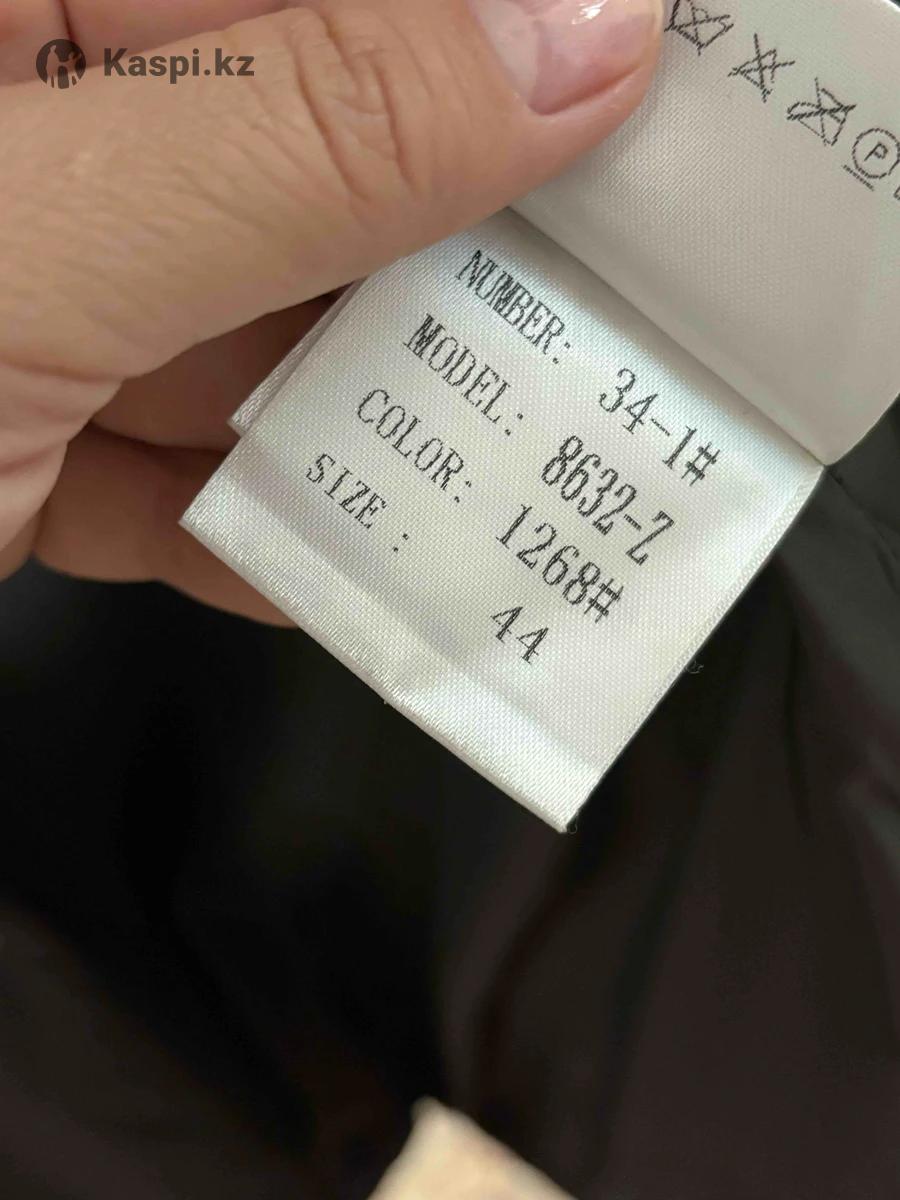 Kaspi.kz
P
NUMBER: 34-1#
MODEL: 8632-Z
COLOR: 1268#
SIZE : 44